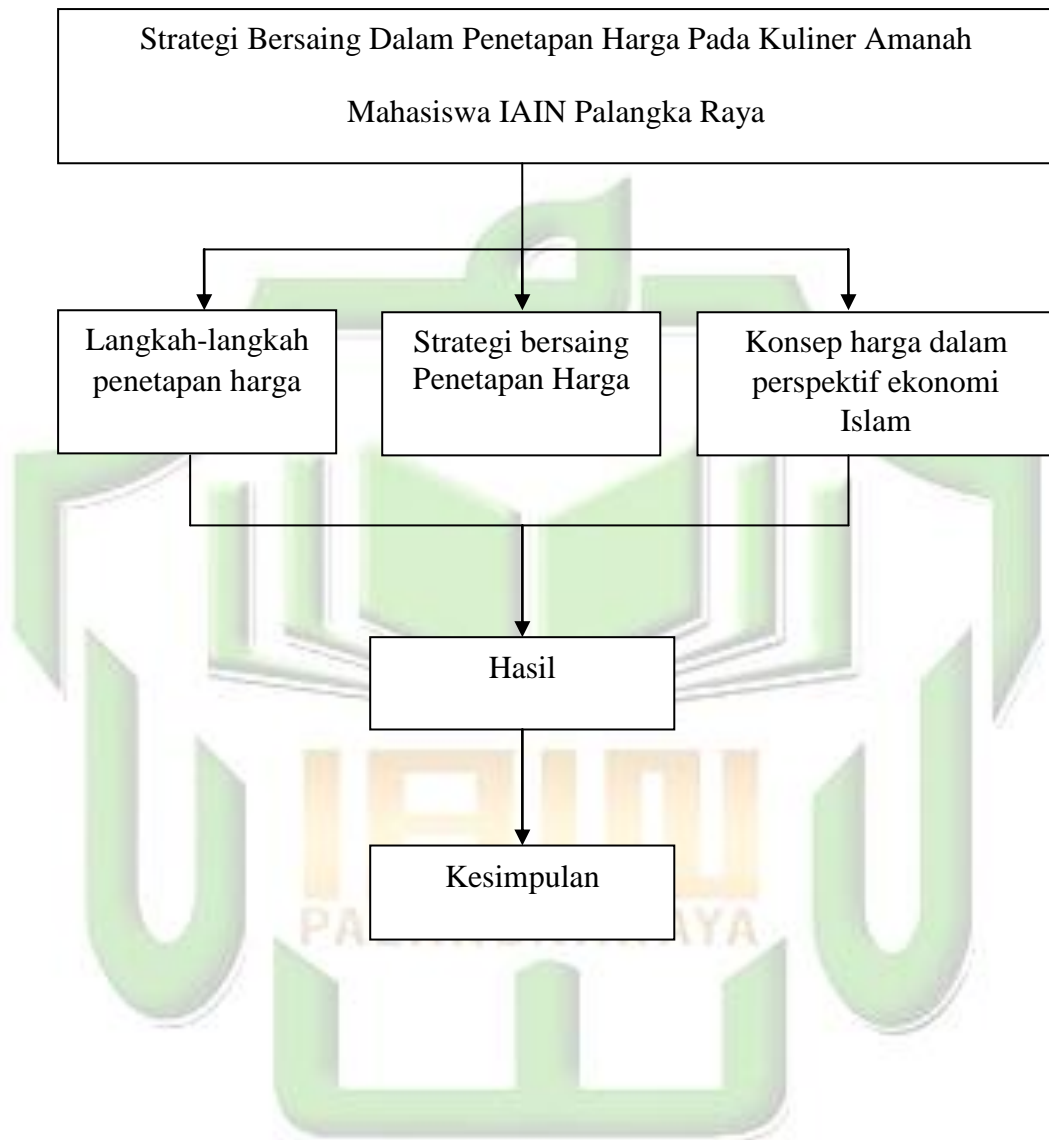 Strategi Bersaing Dalam Penetapan Harga Pada Kuliner Amanah
Mahasiswa IAIN Palangka Raya
Langkah-langkah
penetapan harga
Strategi bersaing
Penetapan Harga
Konsep harga dalam
perspektif ekonomi
Islam
Hasil
IAIN
Kesimpulan